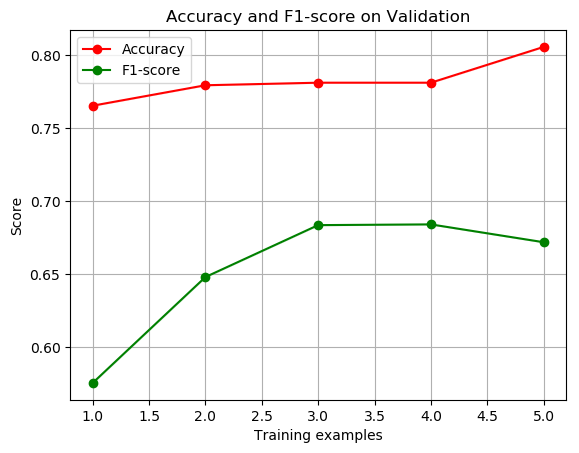 Accuracy and F1-score on Validation
Accuracy
F1-score
0.80
0.75
0.70
0.65
0.60
Score
1.0 1.5 2.0 2.5 3.0 3.5 4.0 4.5 5.0
Training examples